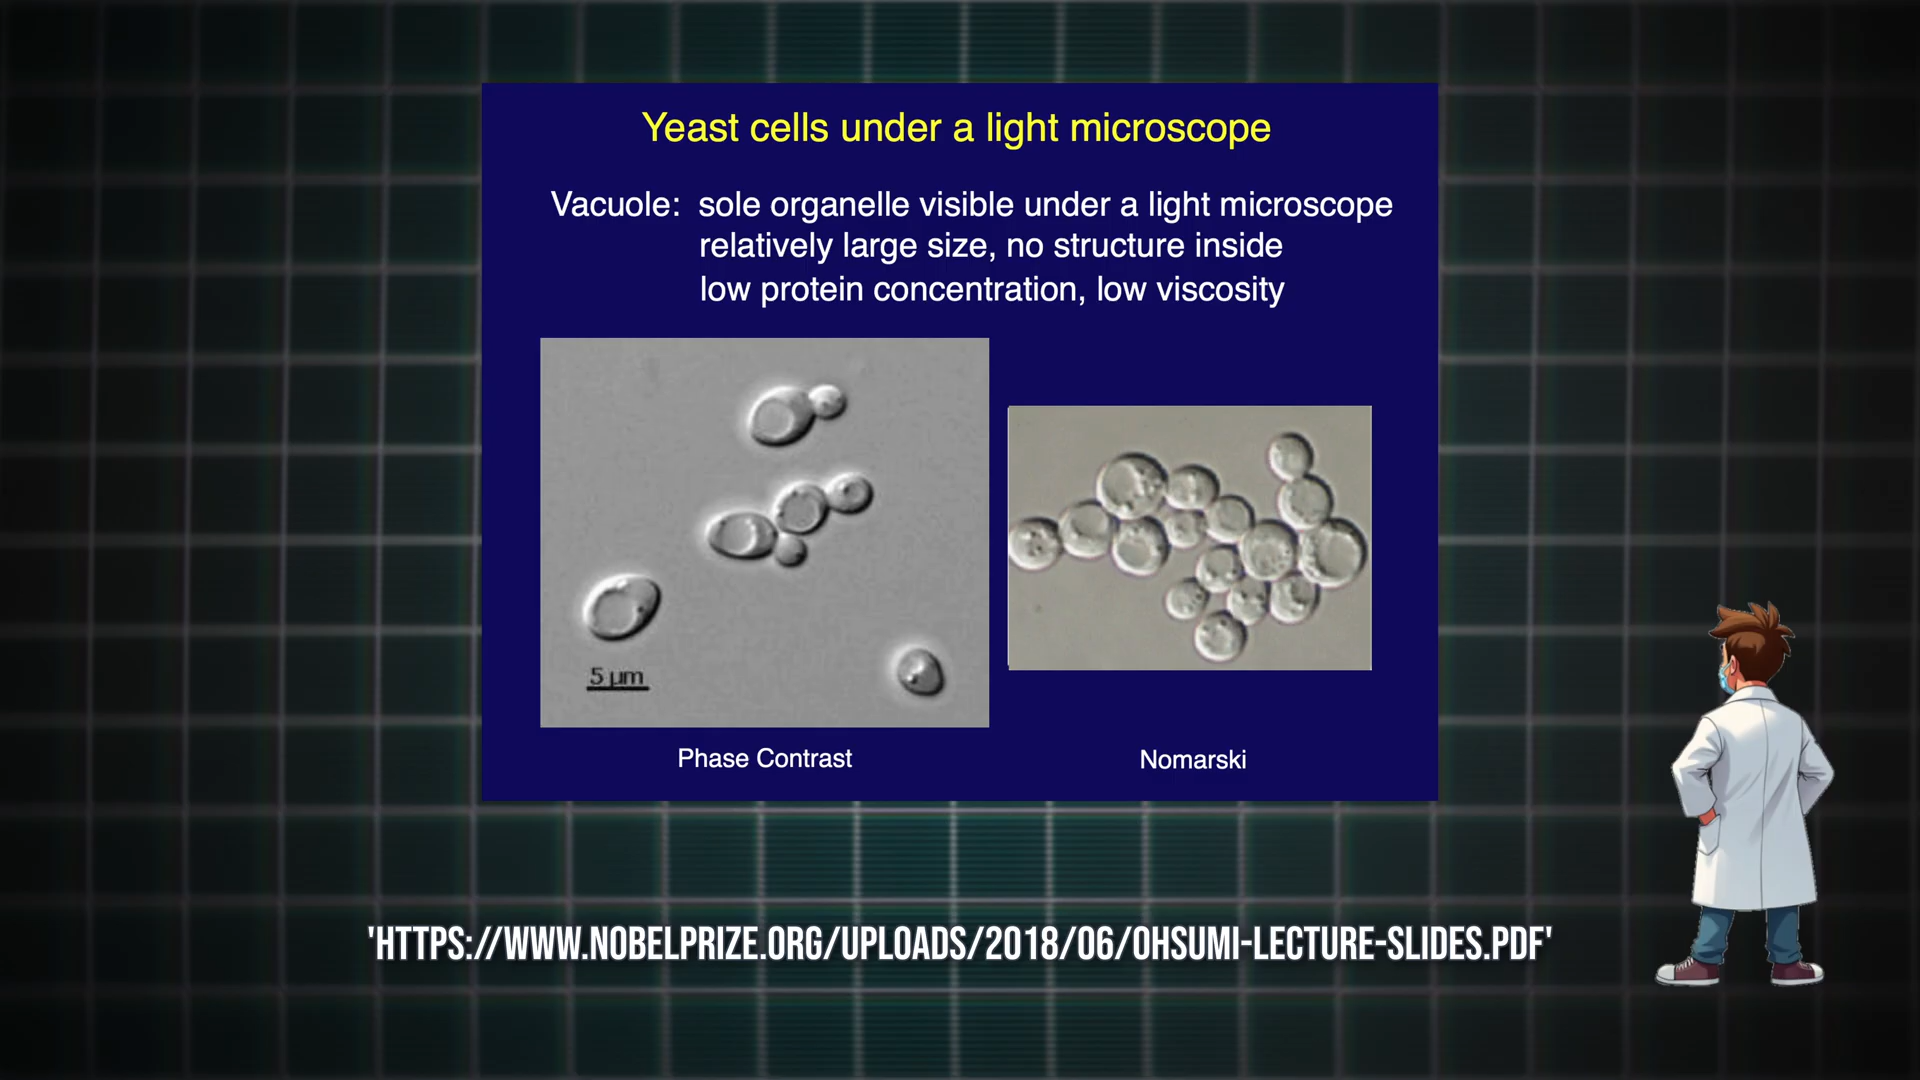 Yeast cells under a light microscope
Vacuole: sole organelle visible under a light microscope
relatively large size, no structure inside
low protein concentration, low viscosity
5 µm
Phase Contrast
Nomarski
'HTTPS://WWW.NOBELPRIZE.ORG/UPLOADS/2018/06/OHSUMI-LECTURE-SLIDES.PDF'